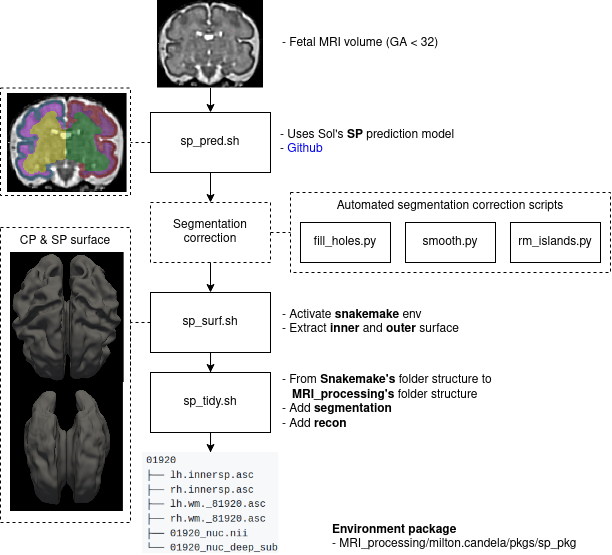 - Fetal MRI volume (GA < 32)
sp_pred.sh
- Uses Sol's SP prediction model
- Github
Segmentation
correction
Automated segmentation correction scripts
fill_holes.py
smooth.py
rm_islands.py
CP & SP surface
sp_surf.sh
- Activate snakemake env
- Extract inner and outer surface
sp_tidy.sh
- From Snakemake's folder structure to
MRI_processing's folder structure
- Add segmentation
- Add recon
01920
├── lh.innersp.asc
├── rh.innersp.asc
├── lh.wm._81920.asc
├── rh.wm._81920.asc
├── 01920_nuc.nii
└── 01920_nuc_deep_sub
Environment package
- MRI_processing/milton.candela/pkgs/sp_pkg